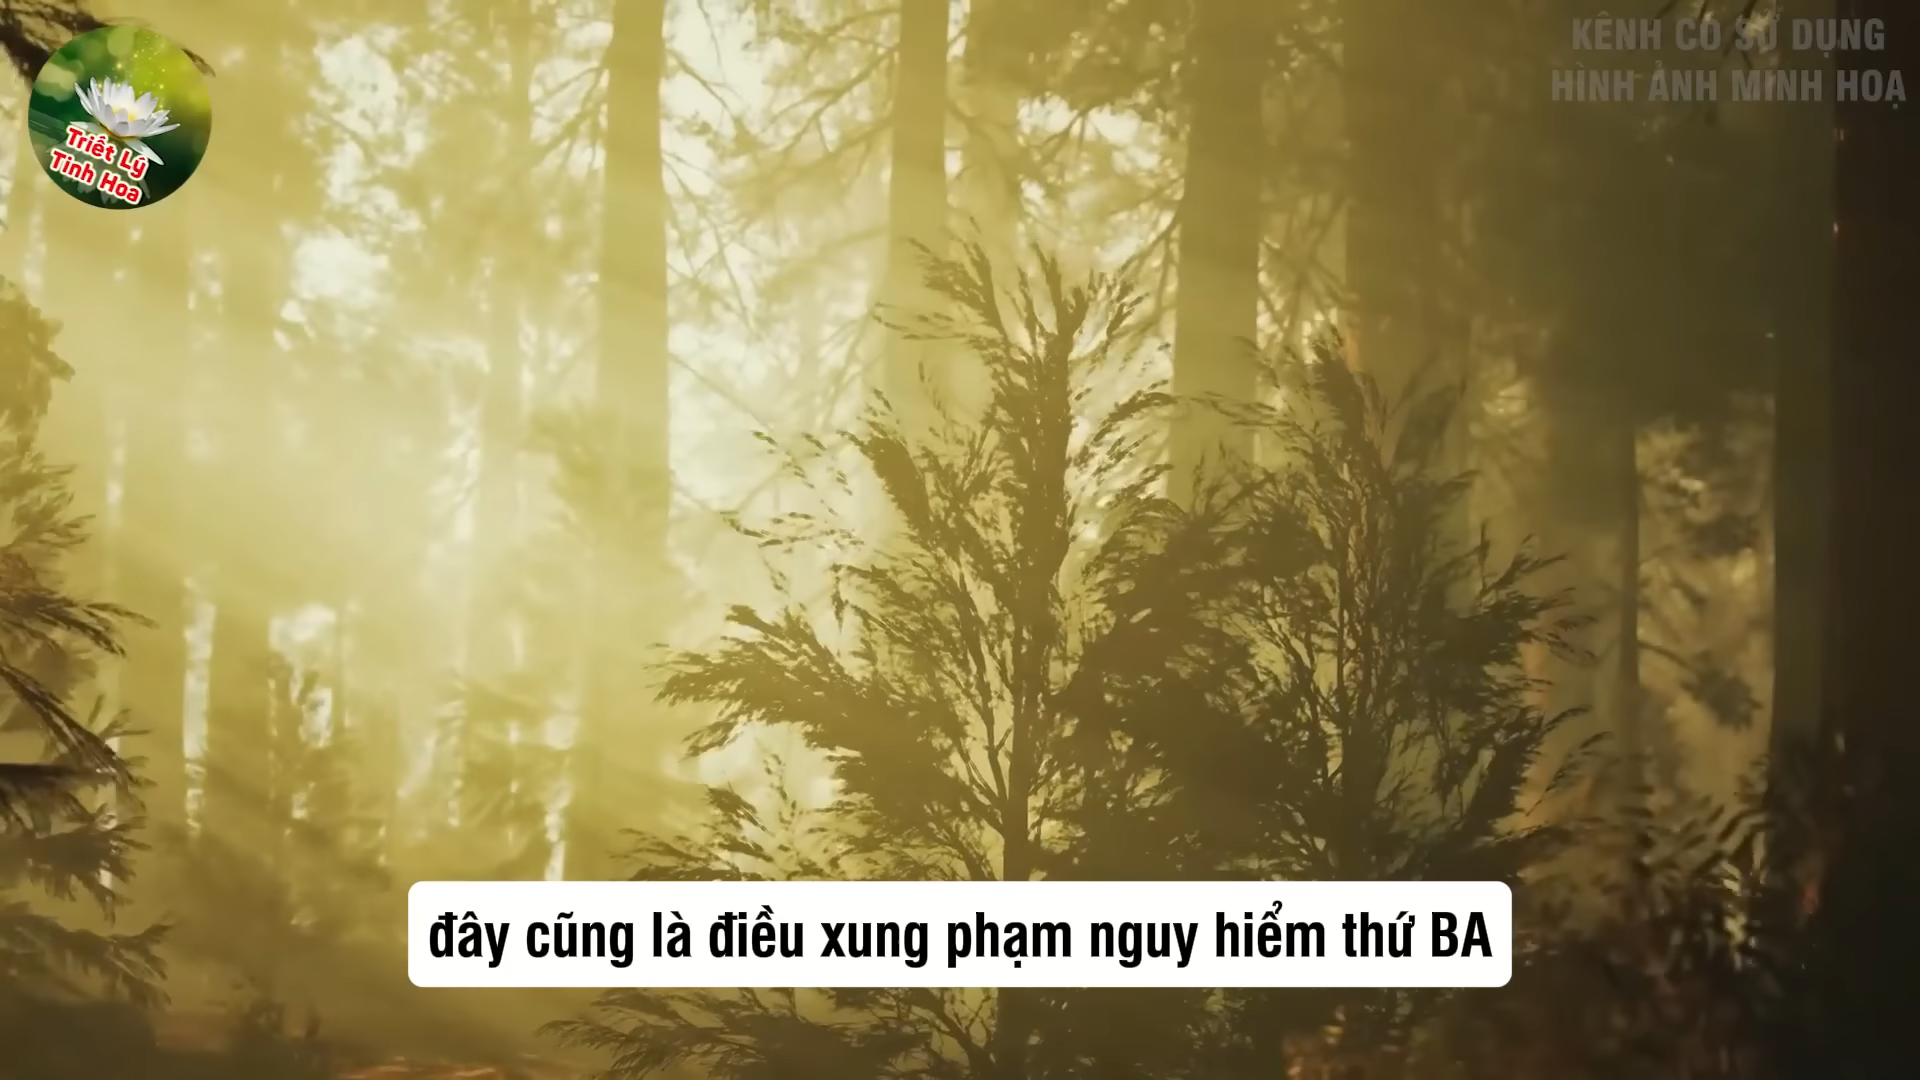 KÊNH CÓ SỬ DỤNG
HÌNH ẢNH MINH HOẠ
Triết Lý
Tinh Hoa
đây cũng là điều xung phạm nguy hiểm thứ BA